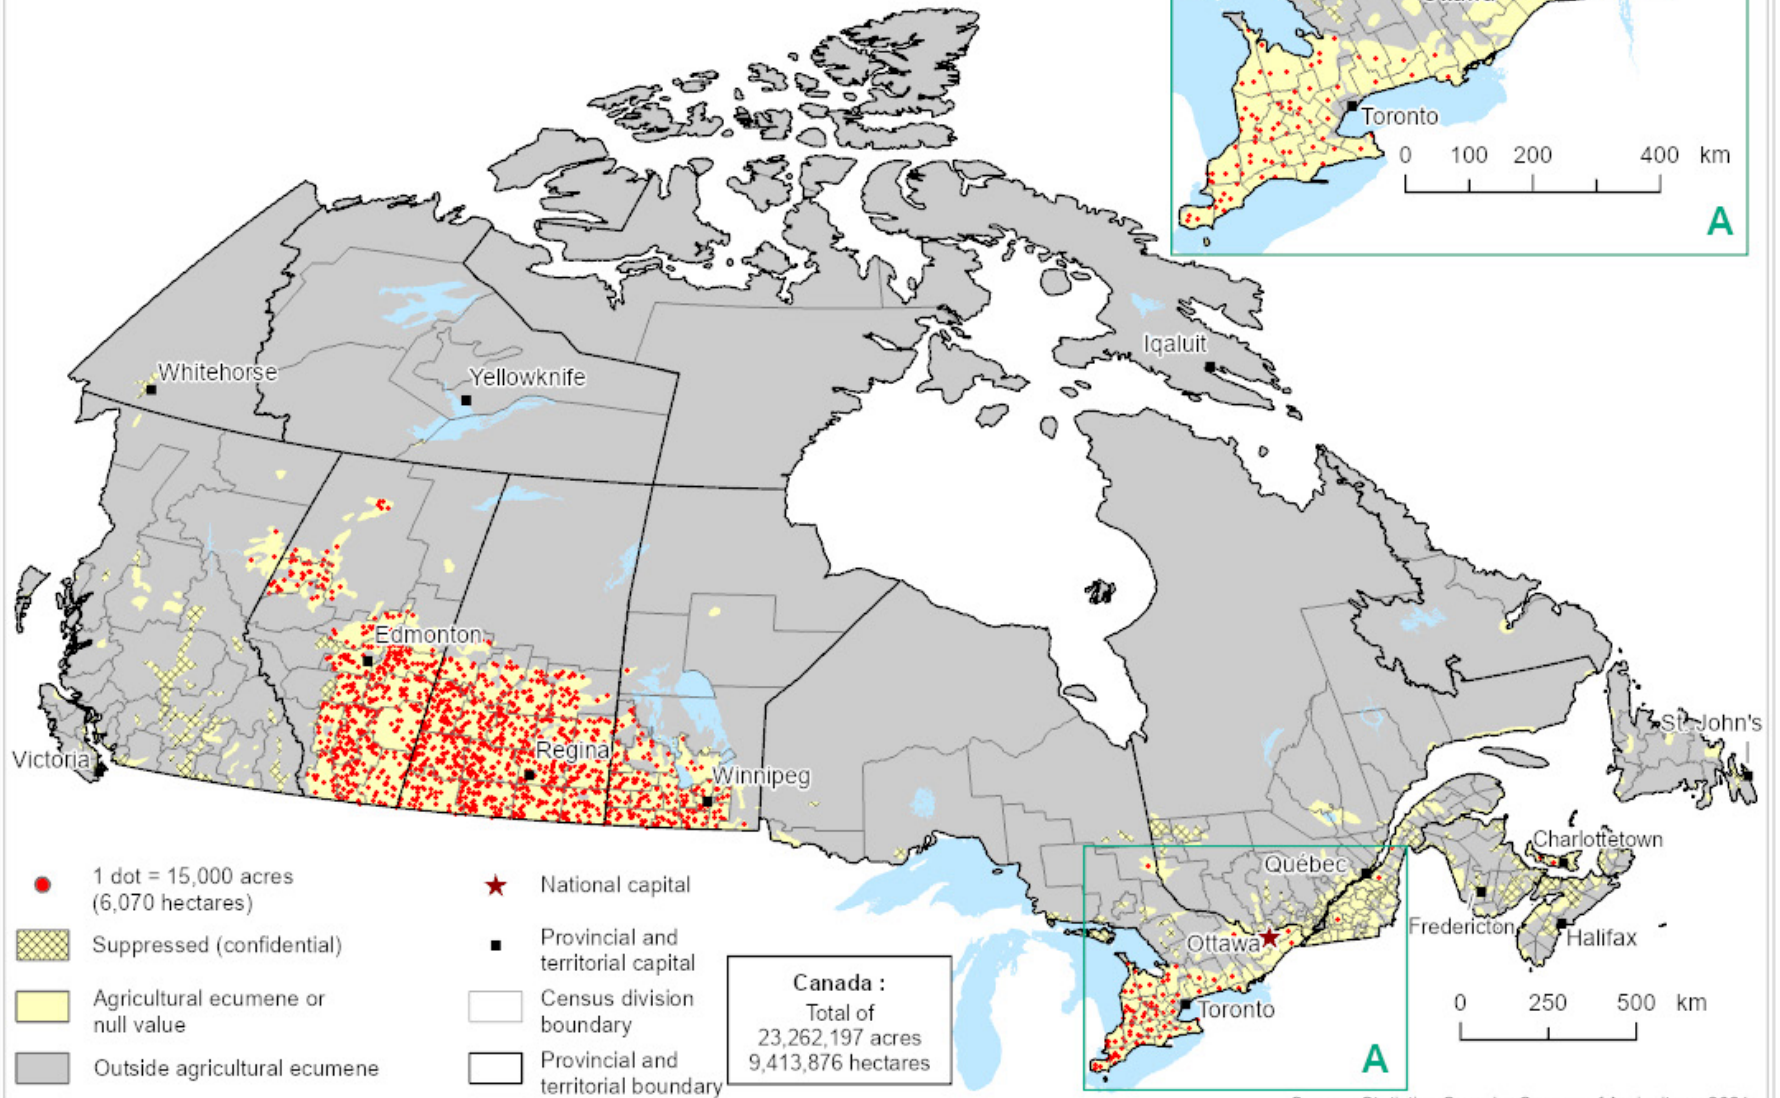 Toronto
0 100 200 400 km
A
Iqaluit
Whitehorse
Yellowknife
Edmonton
Regina
Winnipeg
Victoria
St. John's
Charlottetown
Québec
Fredericton
Halifax
Ottawa
Toronto
A
0 250 500 km
1 dot = 15,000 acres
(6,070 hectares)
Suppressed (confidential)
Agricultural ecumene or
null value
Outside agricultural ecumene
National capital
Provincial and
territorial capital
Census division
boundary
Provincial and
territorial boundary
Canada :
Total of
23,262,197 acres
9,413,876 hectares